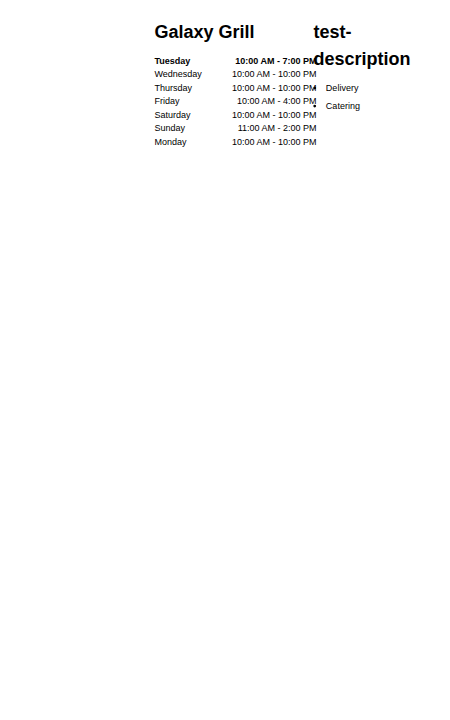 Galaxy Grill
Tuesday 10:00 AM - 7:00 PM
Wednesday 10:00 AM - 10:00 PM
Thursday 10:00 AM - 10:00 PM
Friday 10:00 AM - 4:00 PM
Saturday 10:00 AM - 10:00 PM
Sunday 11:00 AM - 2:00 PM
Monday 10:00 AM - 10:00 PM
test-
description
• Delivery
• Catering